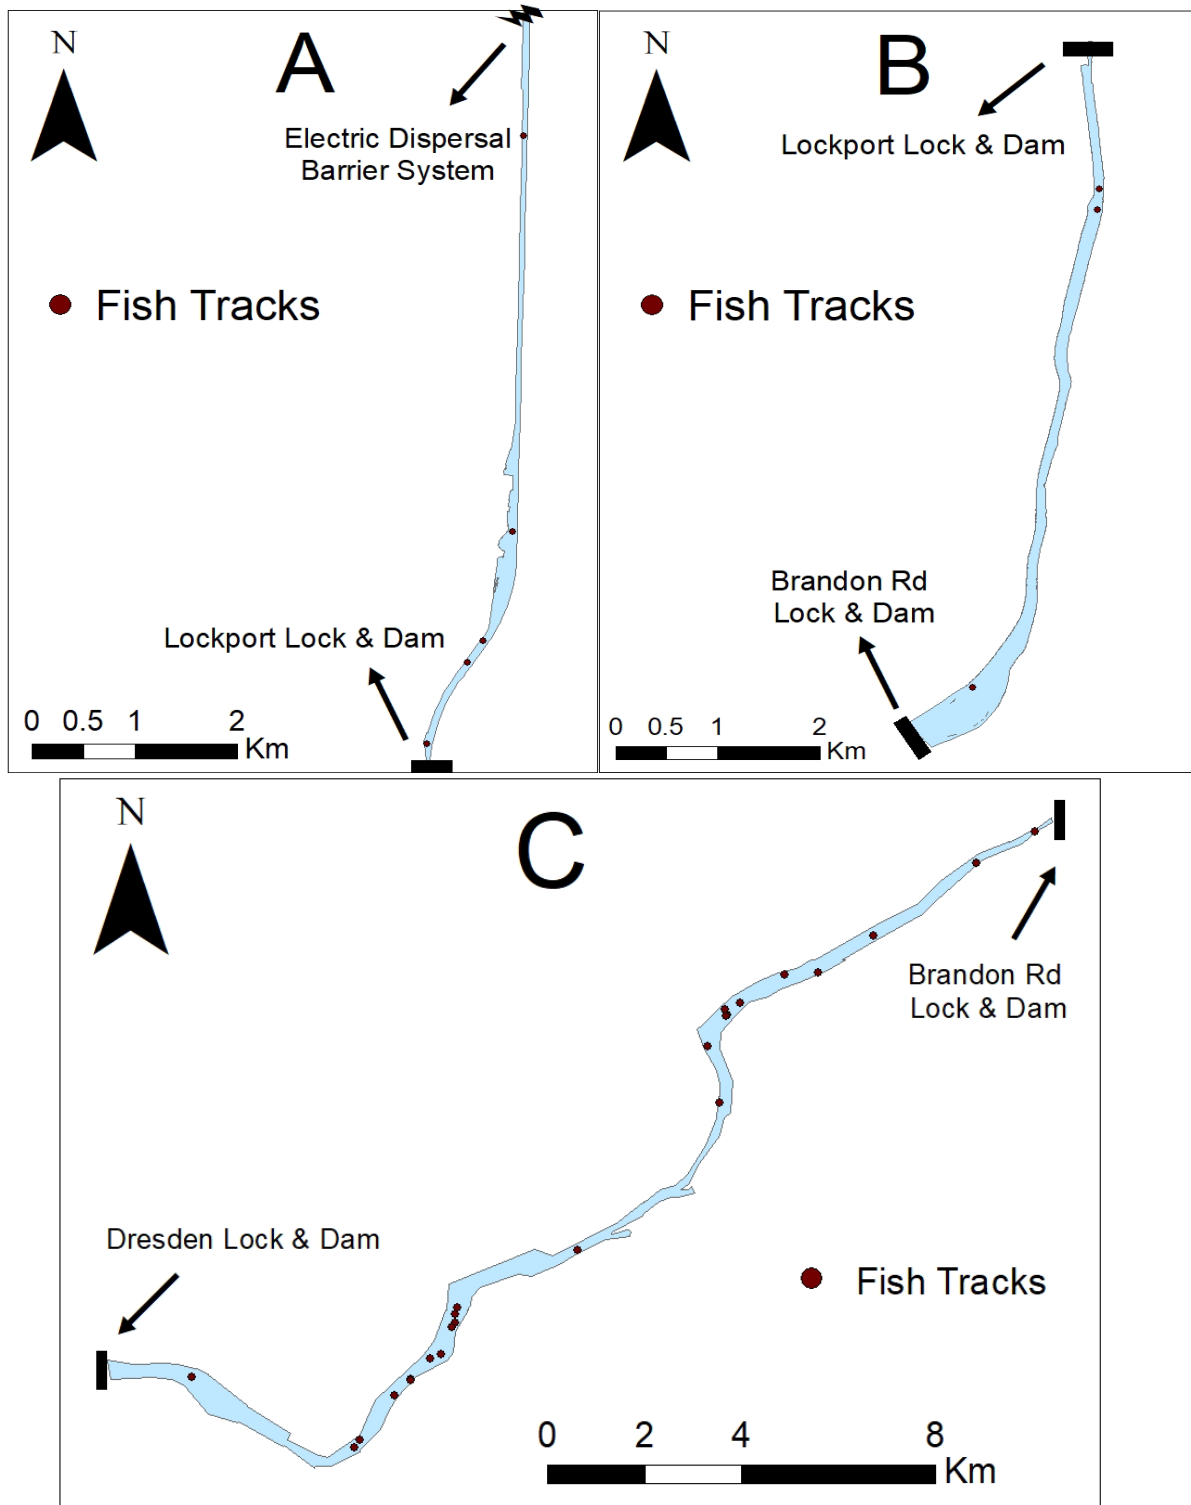 N
A
Electric Dispersal
Barrier System
Fish Tracks
Lockport Lock & Dam
0 0.5 1 2
Km
N
B
Lockport Lock & Dam
Fish Tracks
Brandon Rd
Lock & Dam
0 0.5 1 2
Km
N
C
Brandon Rd
Lock & Dam
Dresden Lock & Dam
Fish Tracks
0 2 4 8
Km